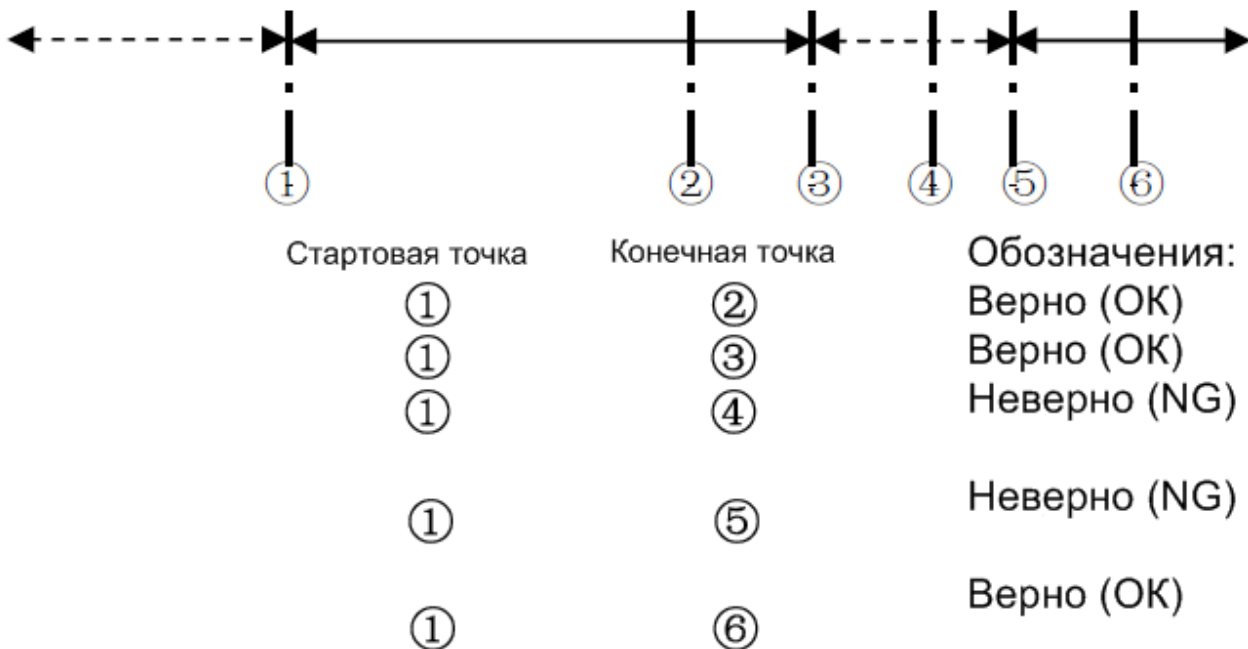 ① ② ③ ④ ⑤ ⑥
Стартовая точка Конечная точка Обозначения:
① ② Верно (ОК)
① ③ Верно (ОК)
① ④ Неверно (NG)
① ⑤ Неверно (NG)
① ⑥ Верно (ОК)